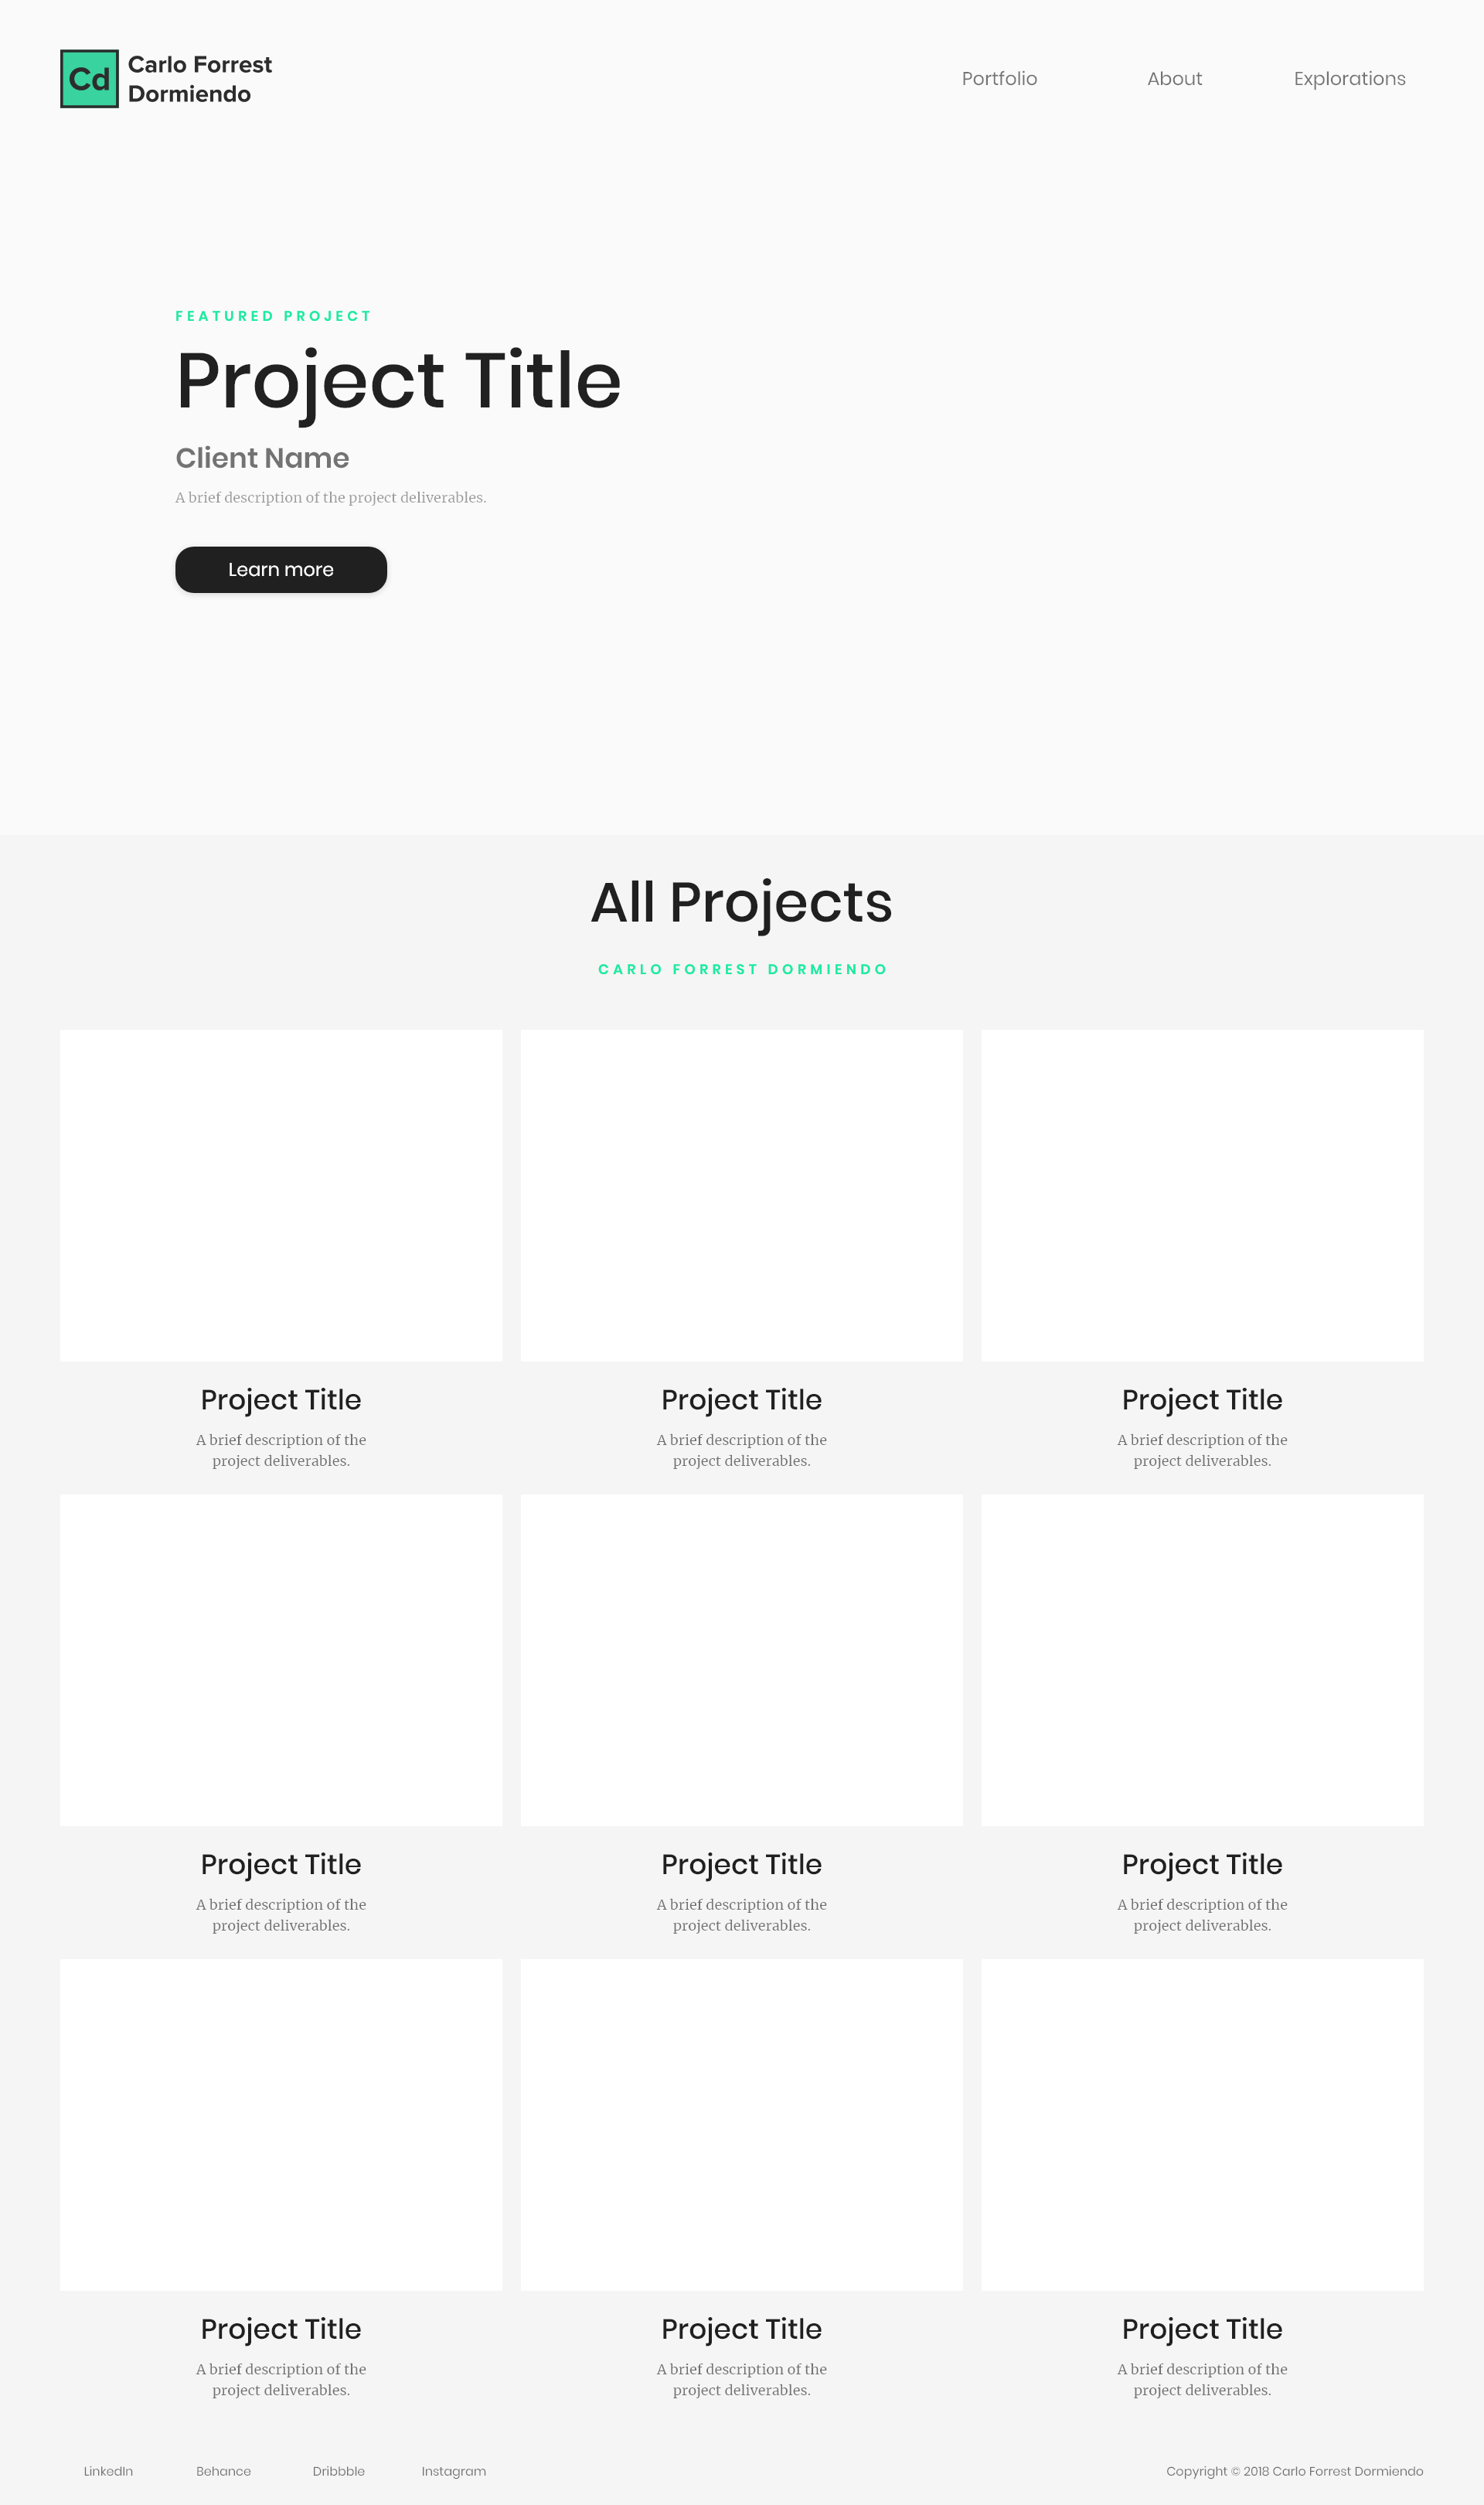 Cd
Carlo Forrest
Dormiendo
Portfolio
About
Explorations
FEATURED PROJECT
Project Title
Client Name
A brief description of the project deliverables.
Learn more
All Projects
CARLO FORREST DORMIENDO
Project Title
A brief description of the
project deliverables.
Project Title
A brief description of the
project deliverables.
Project Title
A brief description of the
project deliverables.
Project Title
A brief description of the
project deliverables.
Project Title
A brief description of the
project deliverables.
Project Title
A brief description of the
project deliverables.
Project Title
A brief description of the
project deliverables.
Project Title
A brief description of the
project deliverables.
Project Title
A brief description of the
project deliverables.
LinkedIn
Behance
Dribbble
Instagram
Copyright © 2018 Carlo Forrest Dormiendo